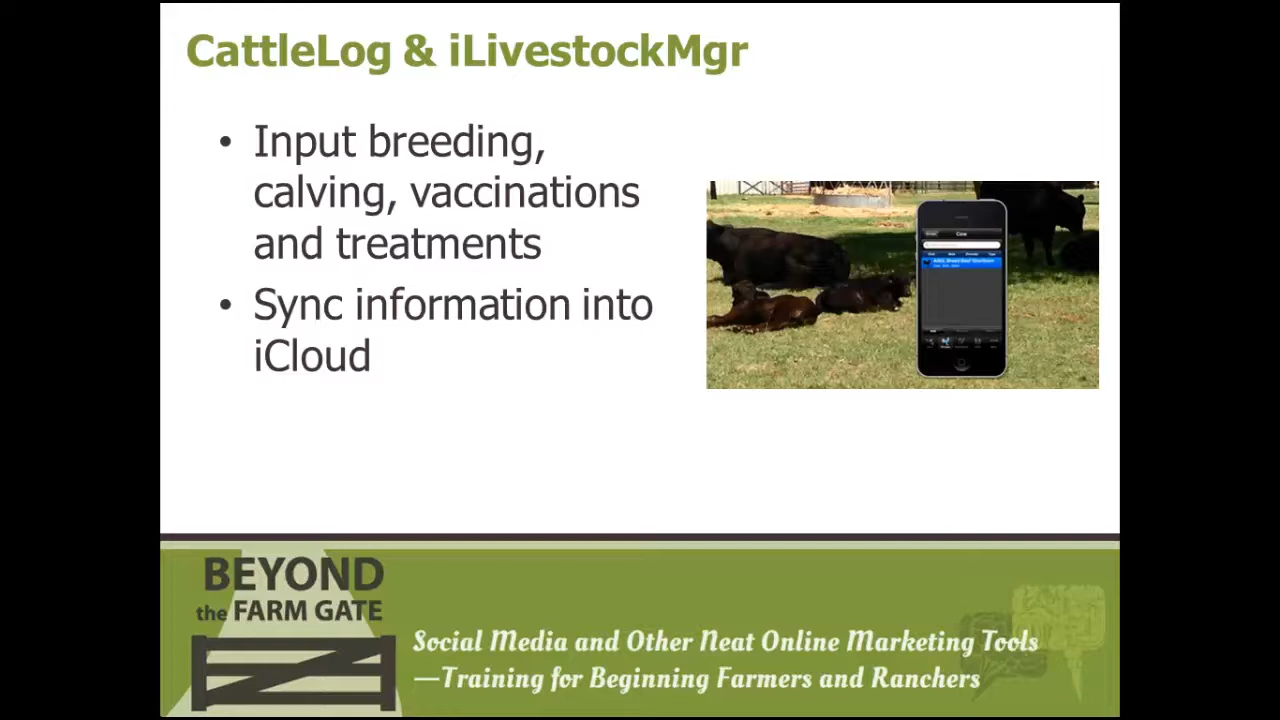 CattleLog & iLivestockMgr
• Input breeding,
calving, vaccinations
and treatments
• Sync information into
iCloud
BEYOND
the FARM GATE
Social Media and Other Neat Online Marketing Tools
—Training for Beginning Farmers and Ranchers